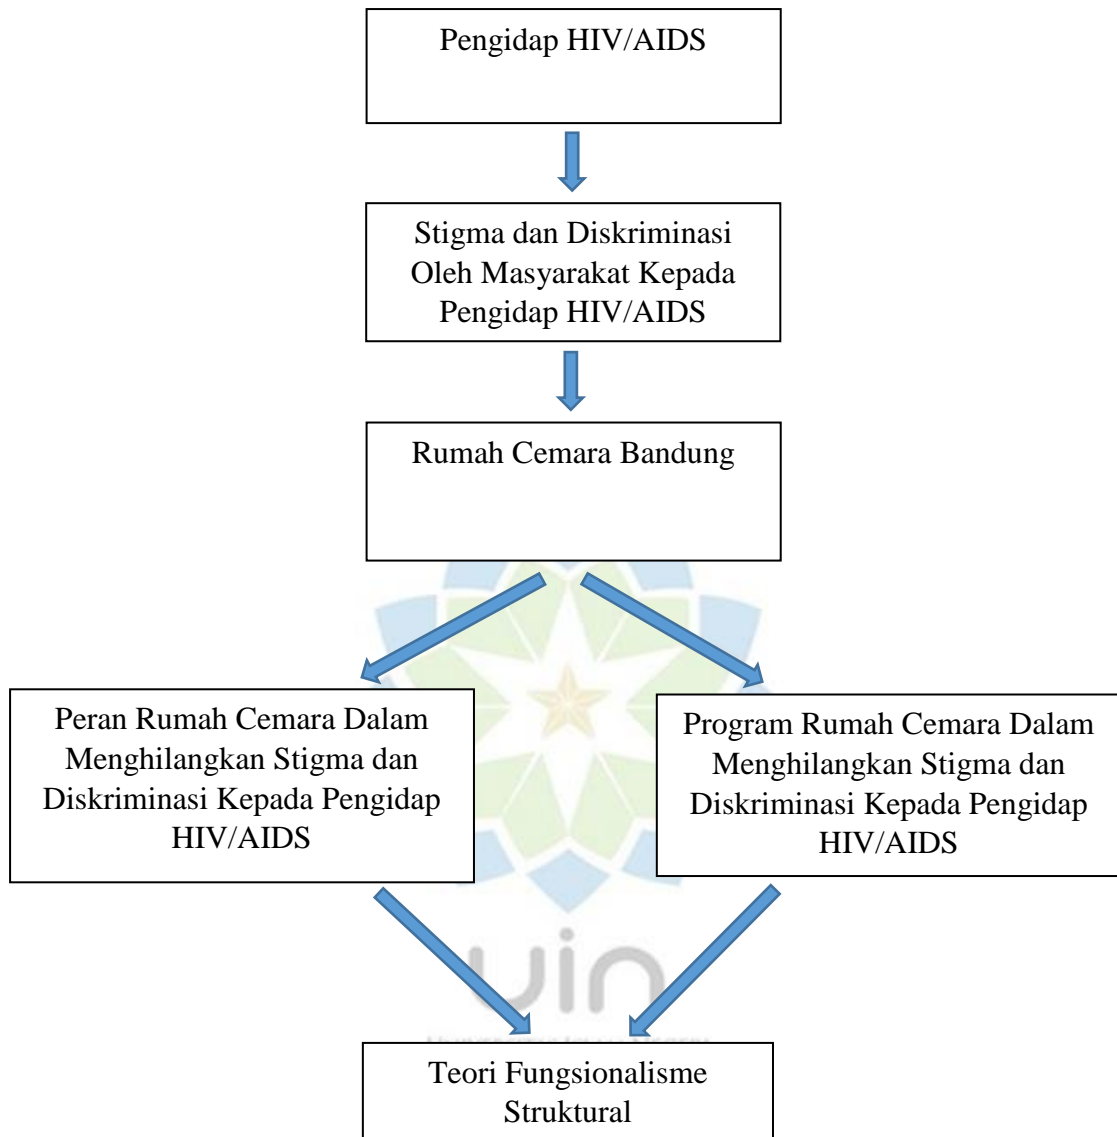 Pengidap HIV/AIDS
Stigma dan Diskriminasi
Oleh Masyarakat Kepada
Pengidap HIV/AIDS
Rumah Cemara Bandung
Peran Rumah Cemara Dalam
Menghilangkan Stigma dan
Diskriminasi Kepada Pengidap
HIV/AIDS
Program Rumah Cemara Dalam
Menghilangkan Stigma dan
Diskriminasi Kepada Pengidap
HIV/AIDS
uin
Teori Fungsionalisme
Struktural